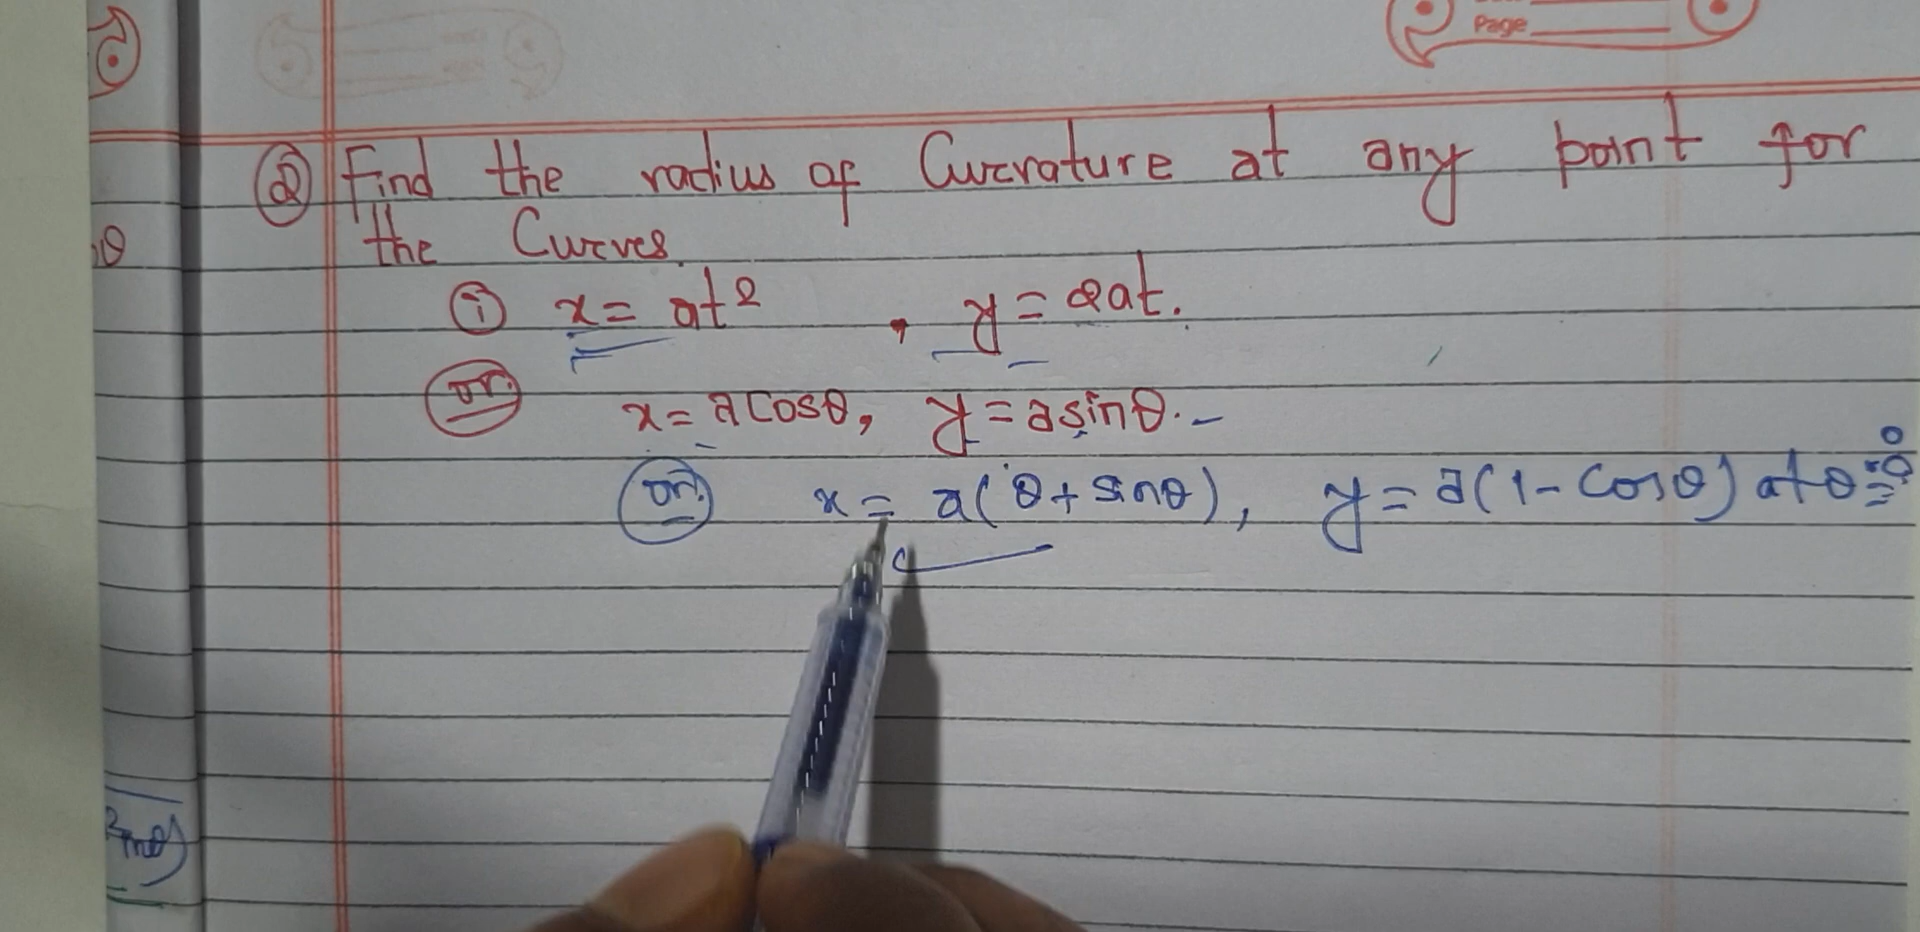 Page
② Find the radius of Curvature at any point for
the Curves.
ⓘ x = at², y = 2at.
or. x = a cosθ, y = a sinθ.
or. x = a(θ + sinθ), y = a(1 - cosθ) at θ =